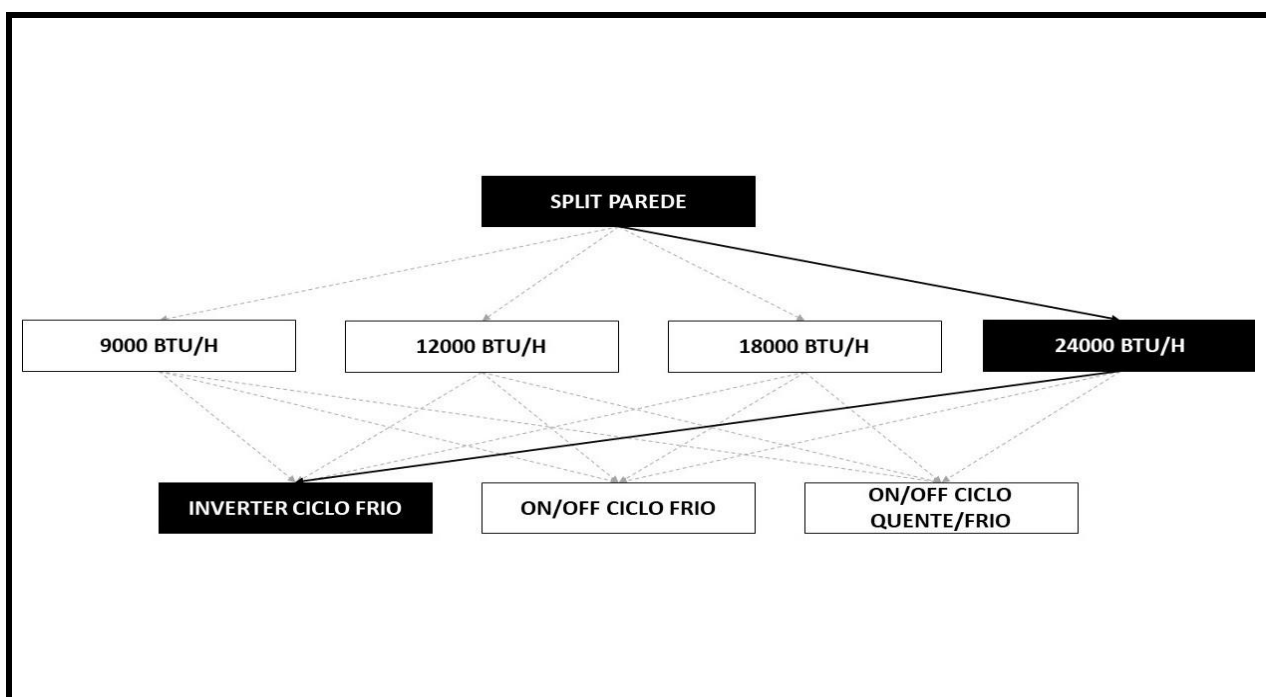 SPLIT PAREDE
9000 BTU/H
12000 BTU/H
18000 BTU/H
24000 BTU/H
INVERTER CICLO FRIO
ON/OFF CICLO FRIO
ON/OFF CICLO
QUENTE/FRIO